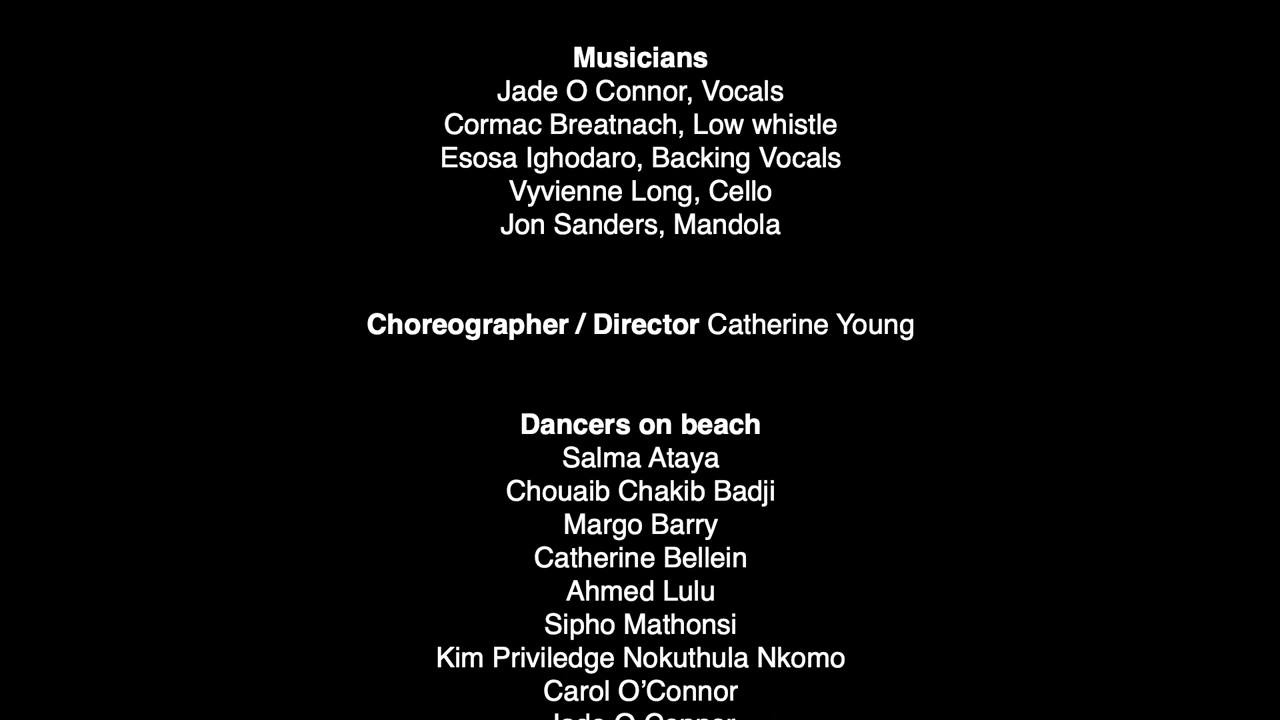 Musicians
Jade O Connor, Vocals
Cormac Breatnach, Low whistle
Esosa Ighodaro, Backing Vocals
Vyvienne Long, Cello
Jon Sanders, Mandola
Choreographer / Director Catherine Young
Dancers on beach
Salma Ataya
Chouaib Chakib Badji
Margo Barry
Catherine Bellein
Ahmed Lulu
Sipho Mathonsi
Kim Priviledge Nokuthula Nkomo
Carol O’Connor
Jade O Connor